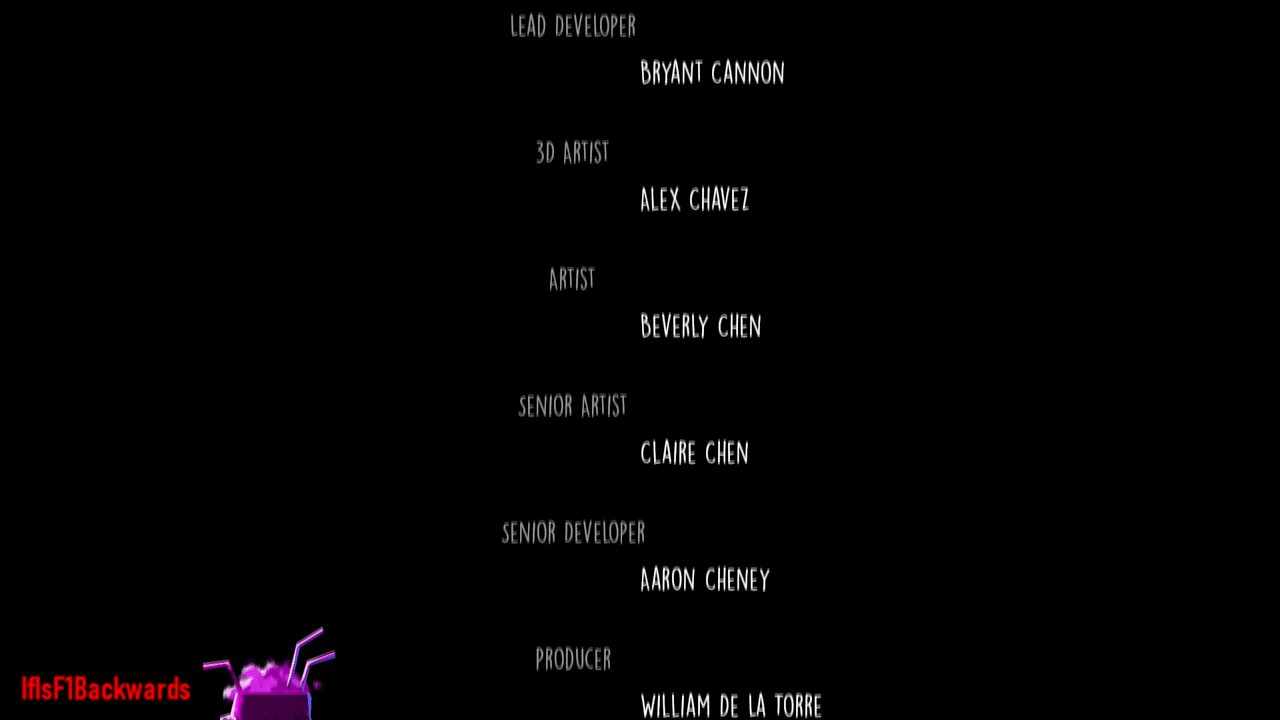 LEAD DEVELOPER
BRYANT CANNON
3D ARTIST
ALEX CHAVEZ
ARTIST
BEVERLY CHEN
SENIOR ARTIST
CLAIRE CHEN
SENIOR DEVELOPER
AARON CHENEY
PRODUCER
WILLIAM DE LA TORRE
IfIsF1Backwards